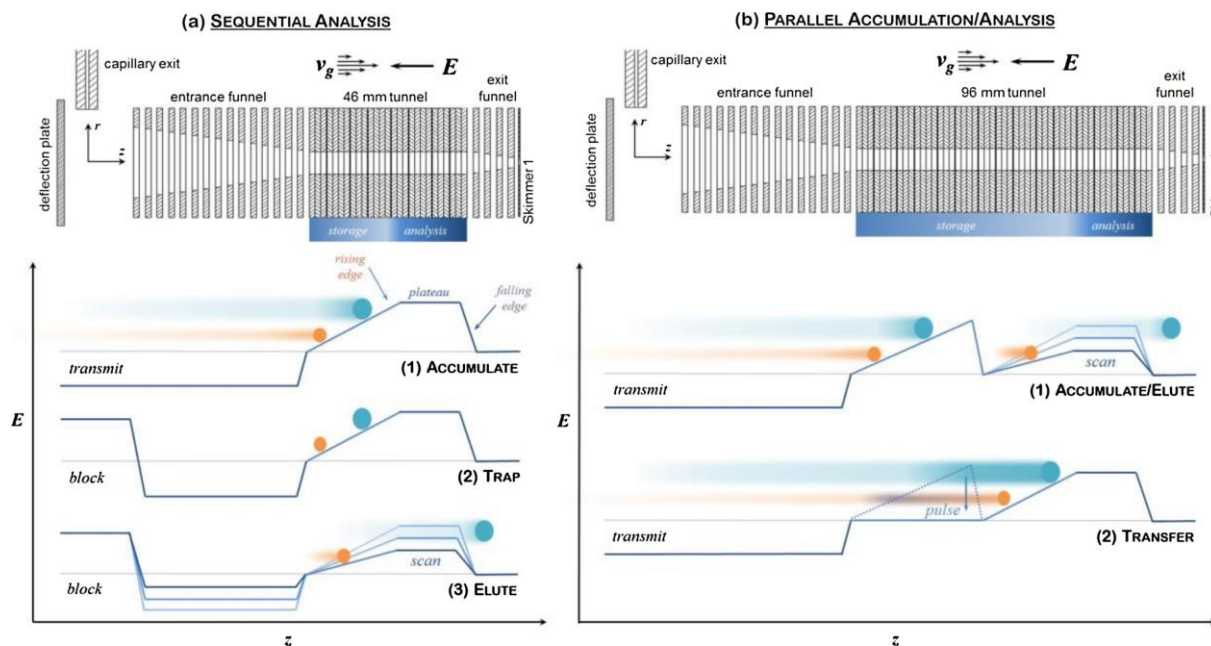 (a) SEQUENTIAL ANALYSIS
capillary exit
v_g
E
exit
funnel
entrance funnel
46 mm tunnel
deflection plate
r
z
Skimmer 1
storage
analysis
rising
edge
plateau
falling
edge
(1) ACCUMULATE
transmit
E
(2) TRAP
block
scan
block
(3) ELUTE
z
(b) PARALLEL ACCUMULATION/ANALYSIS
capillary exit
v_g
E
exit
funnel
entrance funnel
96 mm tunnel
deflection plate
r
z
storage
analysis
scan
transmit
(1) ACCUMULATE/ELUTE
E
pulse
transmit
(2) TRANSFER
z